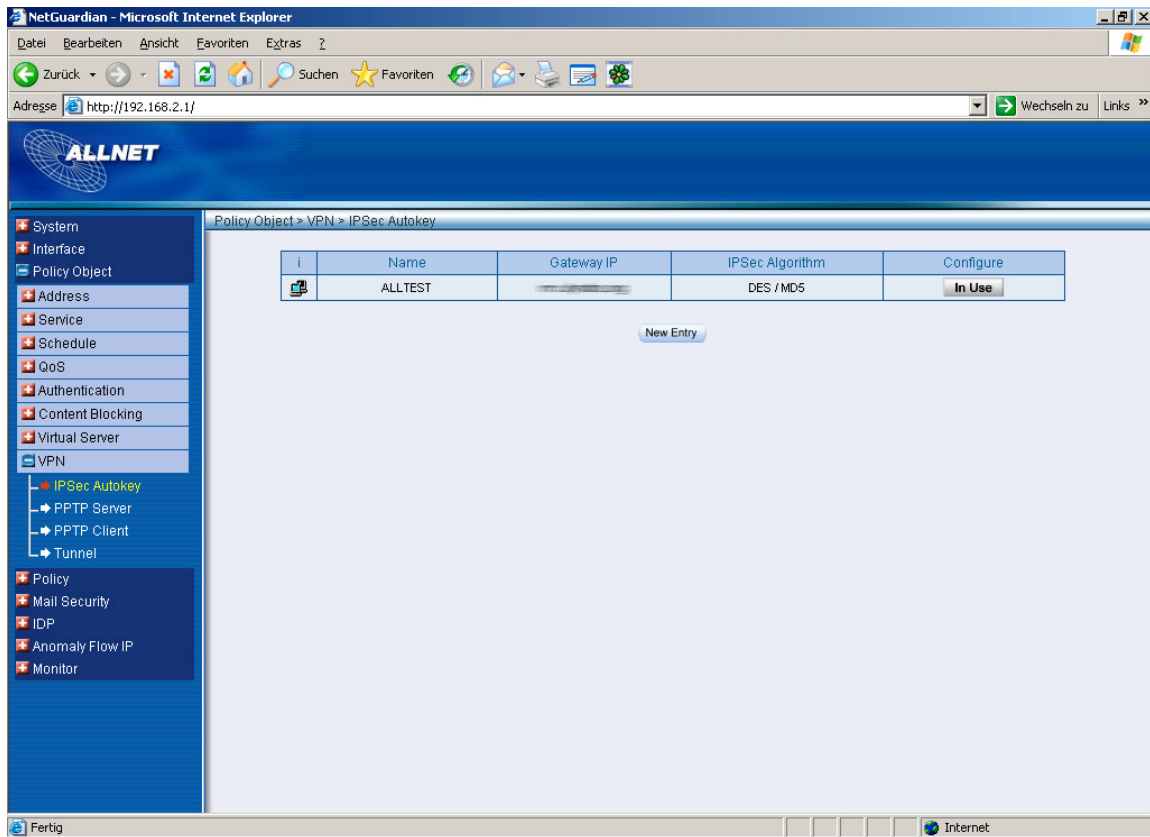 NetGuardian - Microsoft Internet Explorer
Datei Bearbeiten Ansicht Favoriten Extras ?
Zurück Suchen Favoriten
Adresse http://192.168.2.1/ Wechseln zu Links »
ALLNET
System
Interface
Policy Object
Address
Service
Schedule
QoS
Authentication
Content Blocking
Virtual Server
VPN
IPSec Autokey
PPTP Server
PPTP Client
Tunnel
Policy
Mail Security
IDP
Anomaly Flow IP
Monitor
Policy Object > VPN > IPSec Autokey
i Name Gateway IP IPSec Algorithm Configure
ALLTEST DES / MD5 In Use
New Entry
Fertig Internet